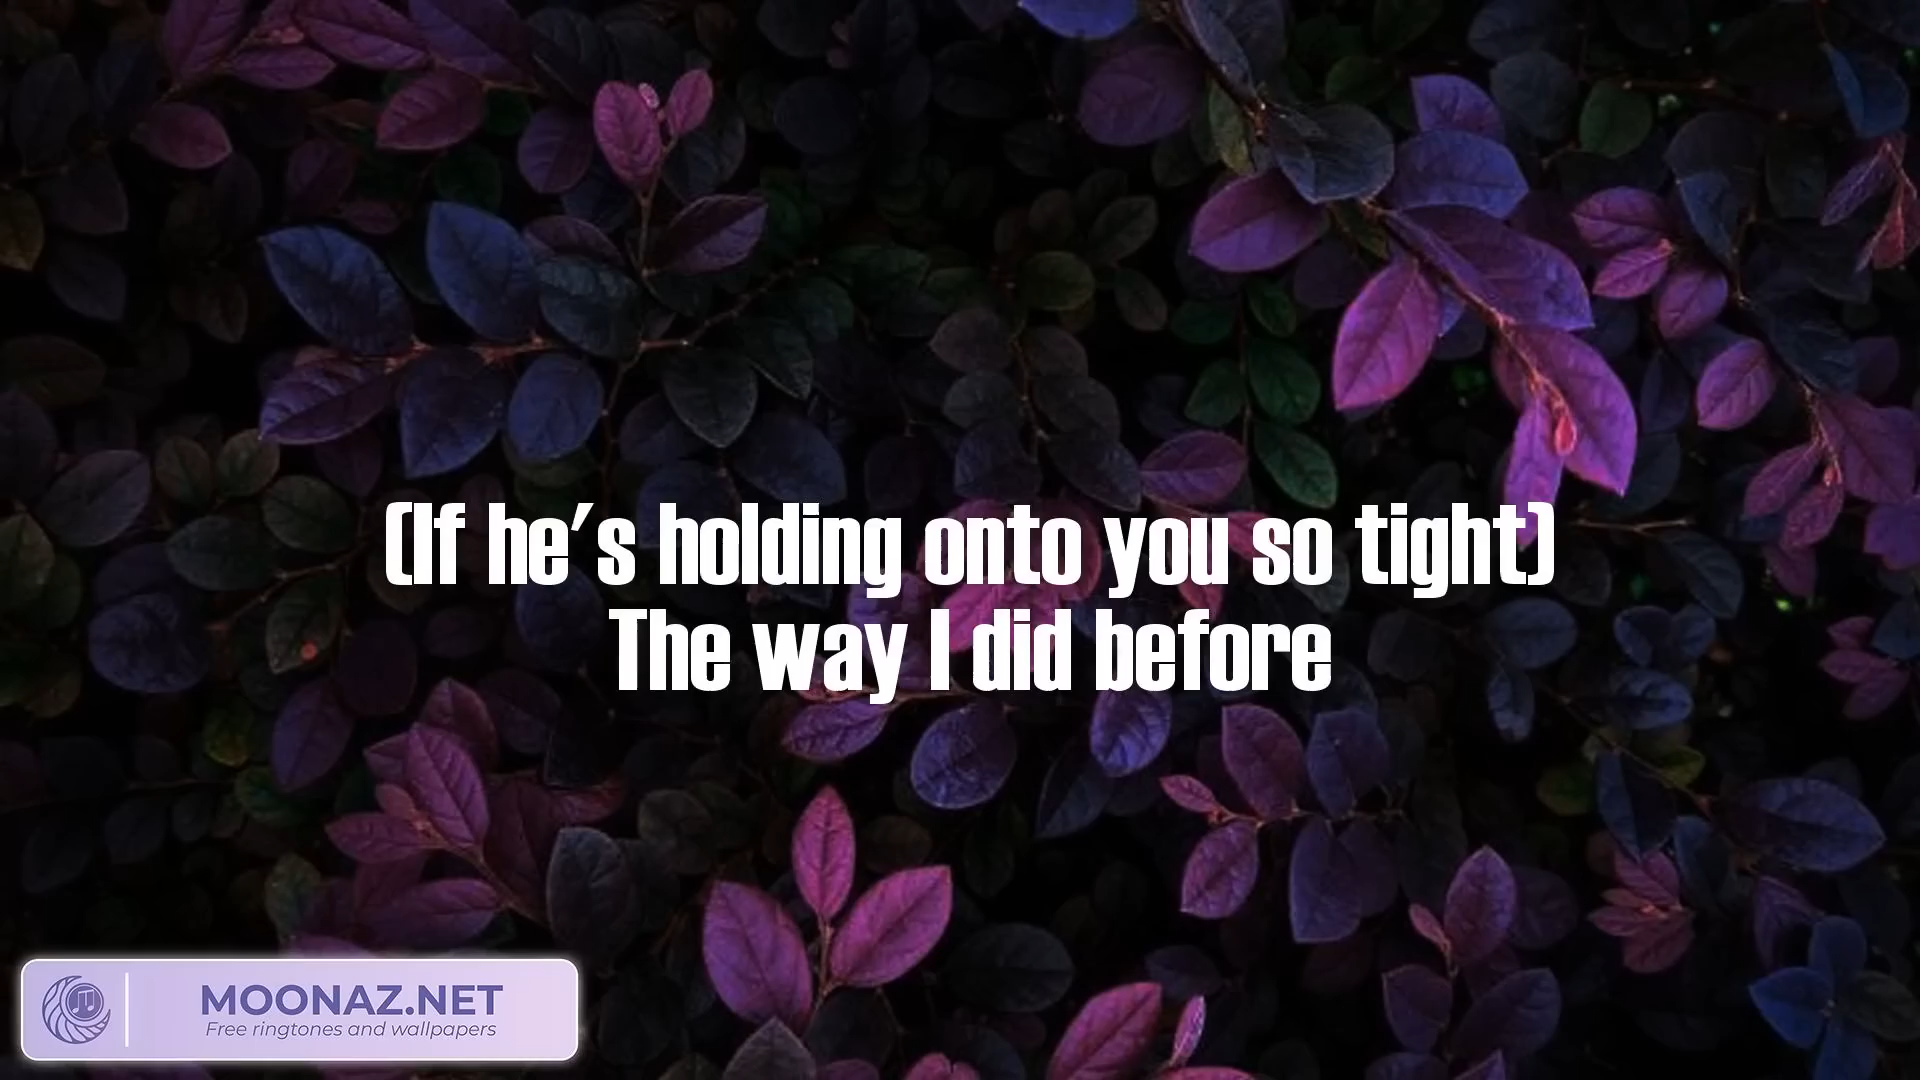 (If he's holding onto you so tight)
The way I did before
MOONAZ.NET
Free ringtones and wallpapers